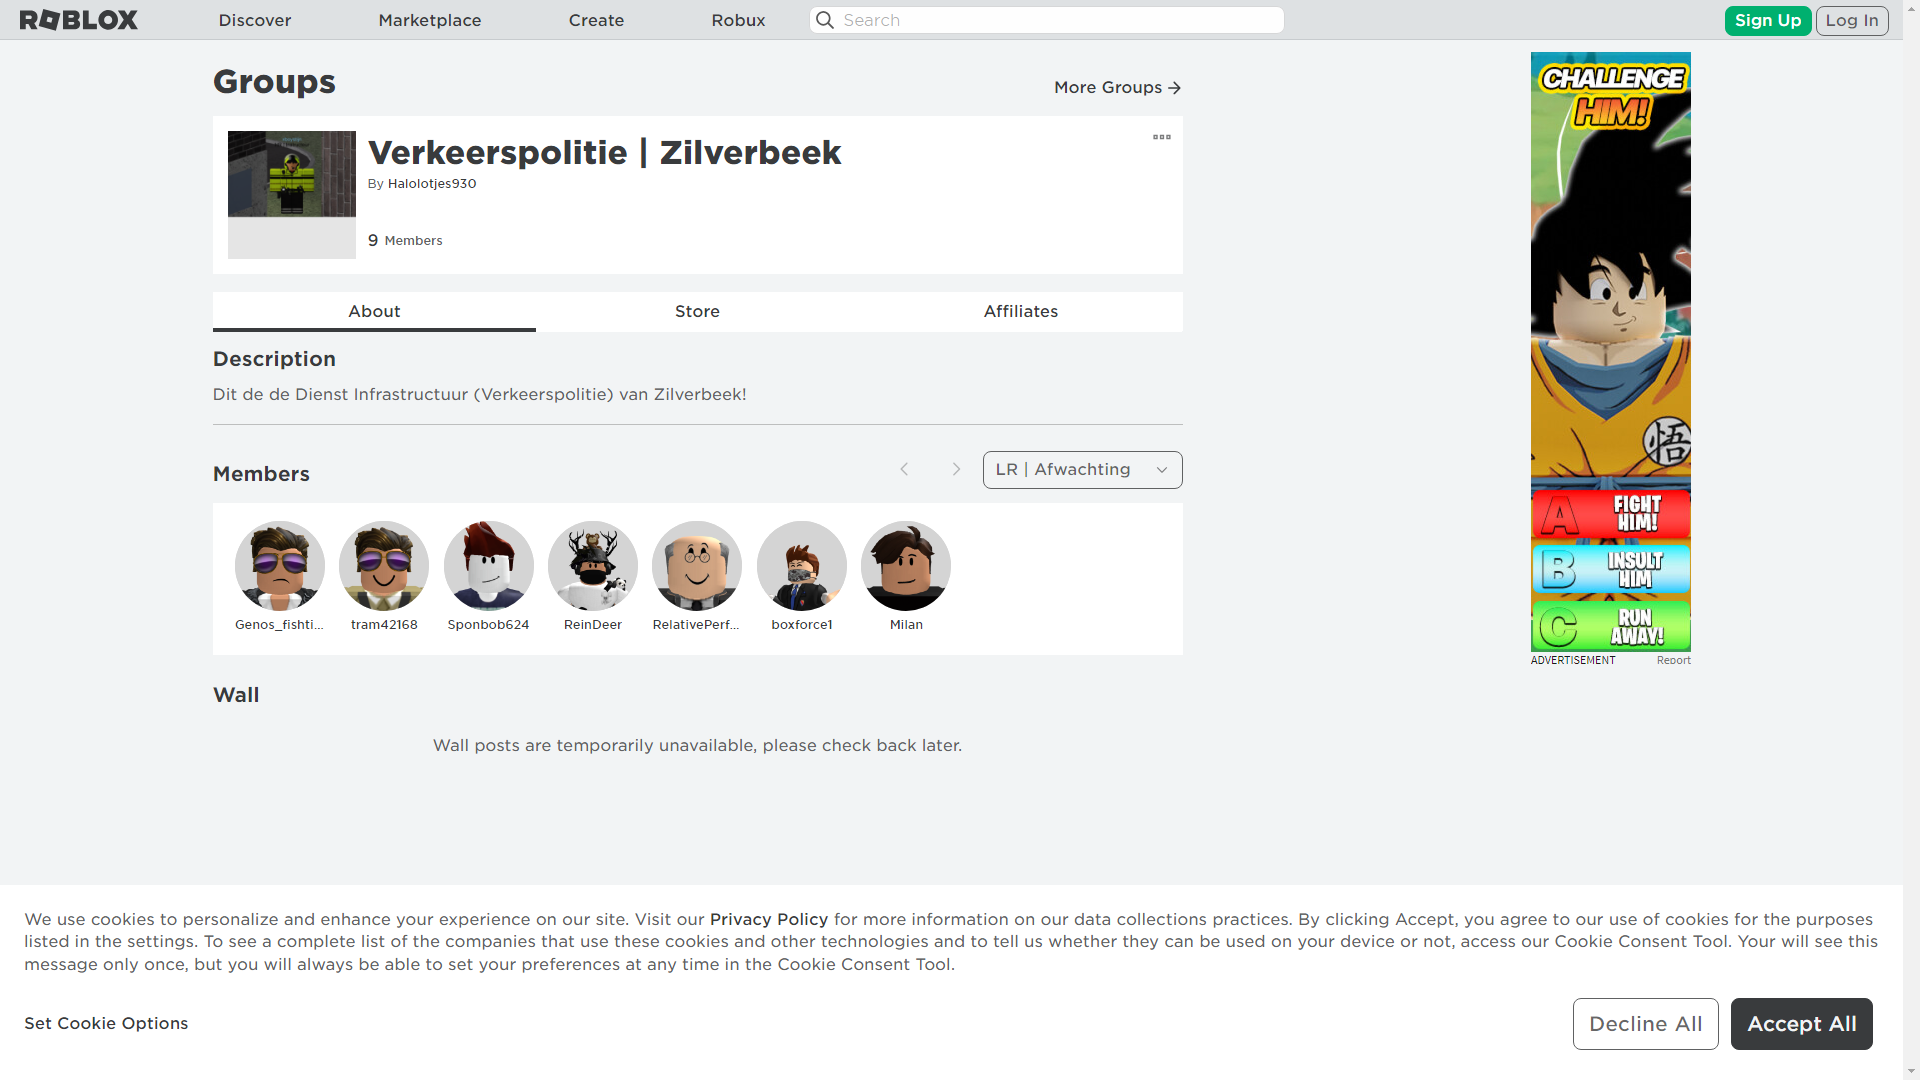 ROBLOX
Discover
Marketplace
Create
Robux
Search
Sign Up
Log In
Groups
More Groups
Verkeerspolitie | Zilverbeek
By Halolotjes930
9 Members
About
Store
Affiliates
Description
Dit de de Dienst Infrastructuur (Verkeerspolitie) van Zilverbeek!
Members
LR | Afwachting
Genos_fishti...
tram42168
Sponbob624
ReinDeer
RelativePerf...
boxforce1
Milan
Wall
Wall posts are temporarily unavailable, please check back later.
CHALLENGE
HIM!
悟
A
FIGHT
HIM!
B
INSULT
HIM
C
RUN
AWAY!
ADVERTISEMENT
Report
We use cookies to personalize and enhance your experience on our site. Visit our Privacy Policy for more information on our data collections practices. By clicking Accept, you agree to our use of cookies for the purposes
listed in the settings. To see a complete list of the companies that use these cookies and other technologies and to tell us whether they can be used on your device or not, access our Cookie Consent Tool. Your will see this
message only once, but you will always be able to set your preferences at any time in the Cookie Consent Tool.
Set Cookie Options
Decline All
Accept All